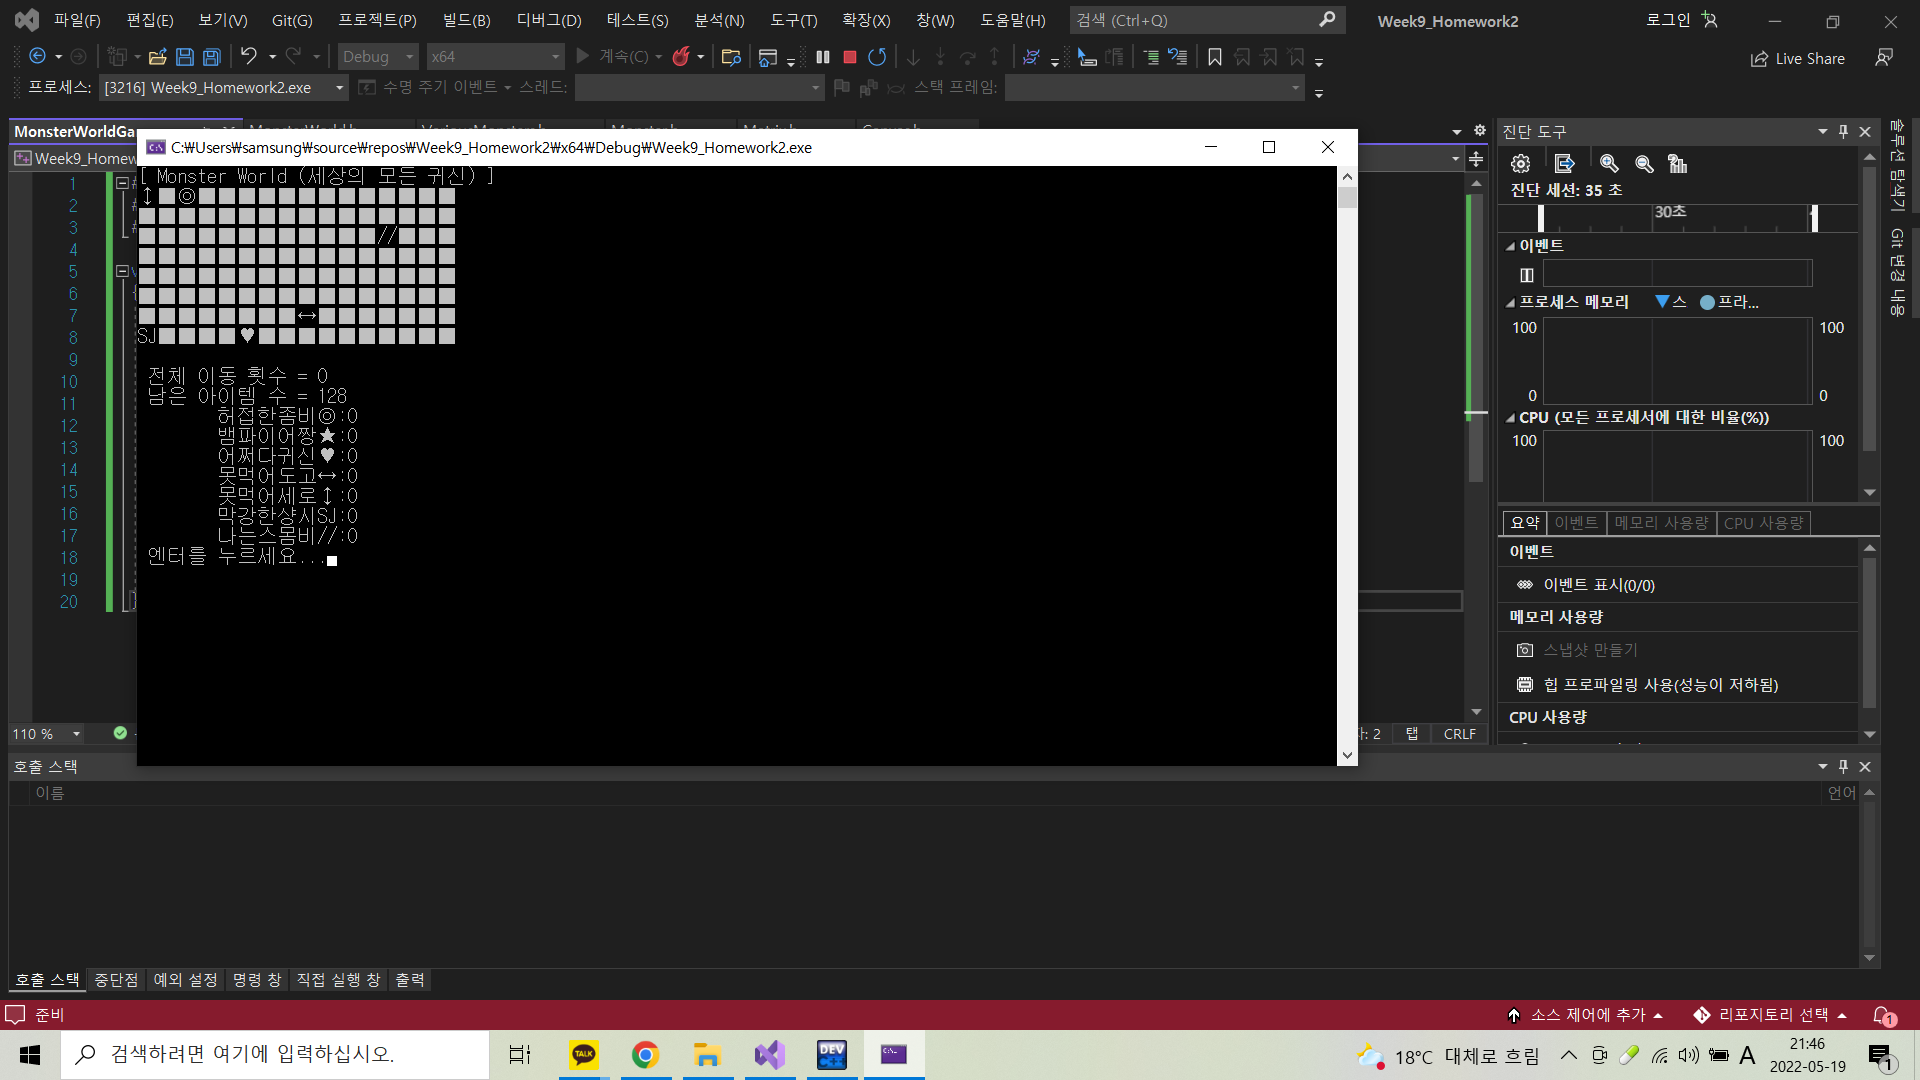 파일(F) 편집(E) 보기(V) Git(G) 프로젝트(P) 빌드(B) 디버그(D) 테스트(S) 분석(N) 도구(T) 확장(X) 창(W) 도움말(H) 검색 (Ctrl+Q) Week9_Homework2 로그인
Debug x64 계속(C) Live Share
프로세스: [3216] Week9_Homework2.exe 수명 주기 이벤트 스레드: 스택 프레임:
MonsterWorldGa
Week9_Homew
C:₩Users₩samsung₩source₩repos₩Week9_Homework2₩x64₩Debug₩Week9_Homework2.exe
[ Monster World (세상의 모든 귀신) ]
↕■◎■■■■■■■■■■■■■
■■■■■■■■■■■■■■■■
■■■■■■■■■■■■//■■■
■■■■■■■■■■■■■■■■
■■■■■■■■■■■■■■■■
■■■■■■■■■■■■■■■■
■■■■■■■■↔■■■■■■■
SJ■■■■♥■■■■■■■■■■
전체 이동 횟수 = 0
남은 아이템 수 = 128
허접한좀비◎:0
뱀파이어짱★:0
어쩌다귀신♥:0
못먹어도고↔:0
못먹어세로↕:0
막강한샹시SJ:0
나는스몸비//:0
엔터를 누르세요...
1
2
3
4
5
6
7
8
9
10
11
12
13
14
15
16
17
18
19
20
110 %
자: 2 탭 CRLF
진단 도구
진단 세션: 35 초
30초
이벤트
프로세스 메모리 스 프라...
100 100
0 0
CPU (모든 프로세서에 대한 비율(%))
100 100
요약 이벤트 메모리 사용량 CPU 사용량
이벤트
이벤트 표시(0/0)
메모리 사용량
스냅샷 만들기
힙 프로파일링 사용(성능이 저하됨)
CPU 사용량
솔루션 탐색기
Git 변경 내용
호출 스택
이름 언어
호출 스택 중단점 예외 설정 명령 창 직접 실행 창 출력
준비 소스 제어에 추가 리포지토리 선택 1
검색하려면 여기에 입력하십시오.
TALK
DEV C++
18°C 대체로 흐림 A
21:46
2022-05-19
1